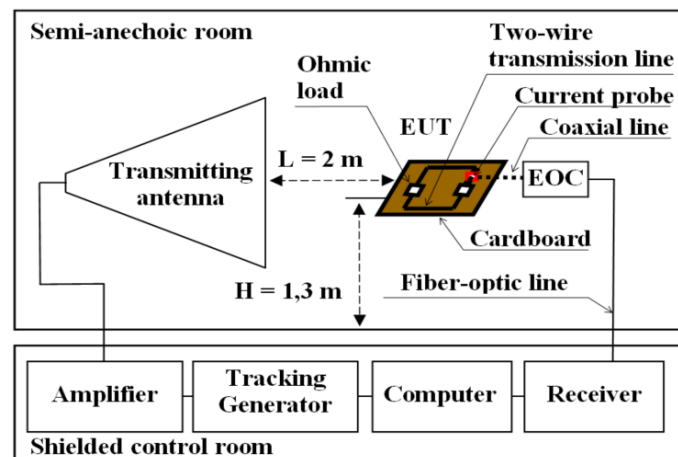 Semi-anechoic room
Two-wire
transmission line
Ohmic
load
Current probe
EUT
Coaxial line
L = 2 m
EOC
Transmitting
antenna
Cardboard
H = 1,3 m
Fiber-optic line
Amplifier
Tracking
Generator
Computer
Receiver
Shielded control room